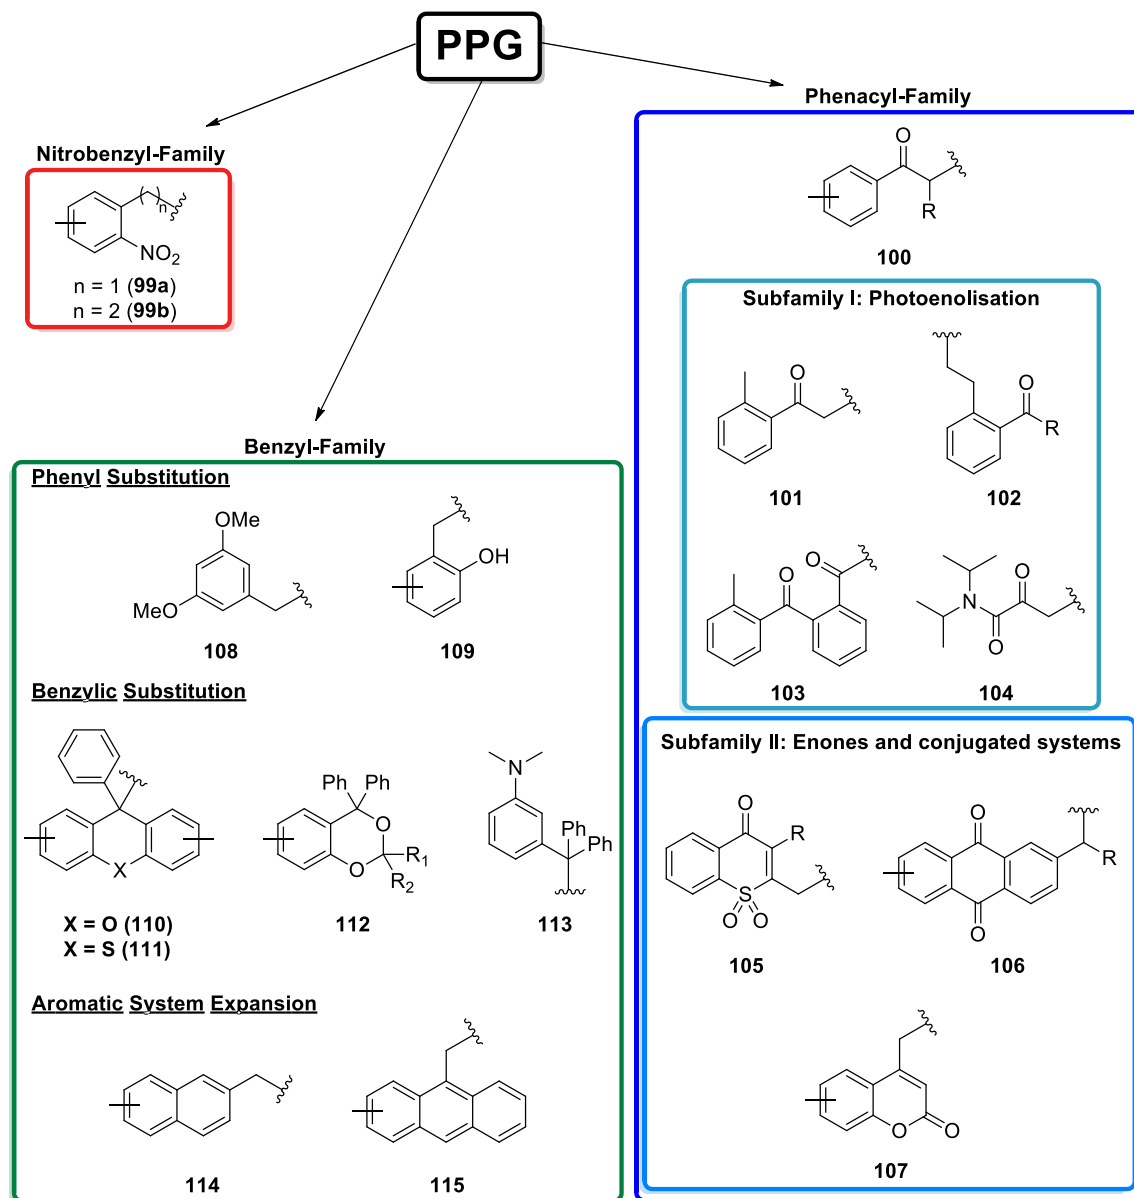 PPG
Nitrobenzyl-Family
n
NO2
n = 1 (99a)
n = 2 (99b)
Phenacyl-Family
O
R
100
Subfamily I: Photoenolisation
O
101
O
R
102
O
O
103
N
O
O
104
Subfamily II: Enones and conjugated systems
O
R
S
O O
105
O
R
O
106
O O
107
Benzyl-Family
Phenyl Substitution
OMe
MeO
108
OH
109
Benzylic Substitution
X
X = O (110)
X = S (111)
Ph Ph
O
O
R1
R2
112
N
Ph
Ph
113
Aromatic System Expansion
114
115